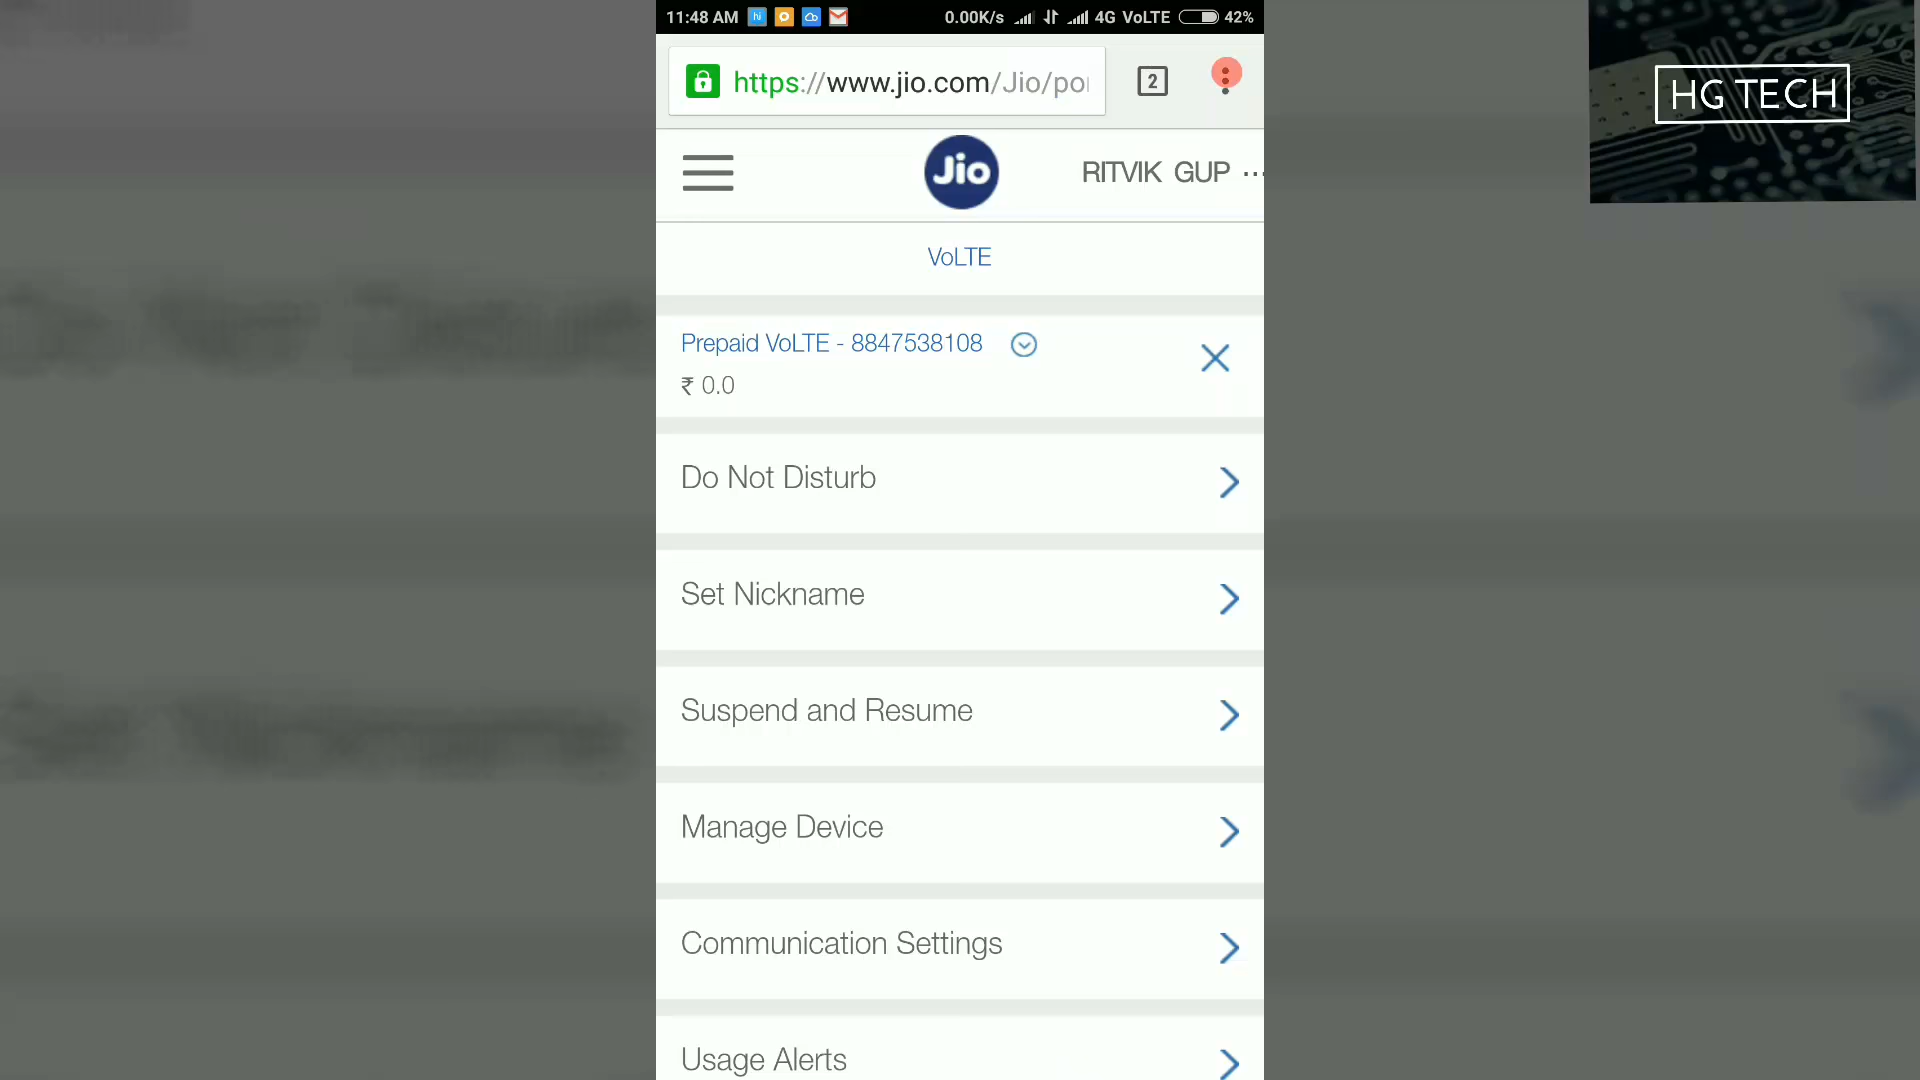 11:48 AM 0.00K/s 4G VoLTE 42%
https://www.jio.com/Jio/po
2
HG TECH
Jio
RITVIK GUP ...
VoLTE
Prepaid VoLTE - 8847538108
₹ 0.0
Do Not Disturb
Set Nickname
Suspend and Resume
Manage Device
Communication Settings
Usage Alerts